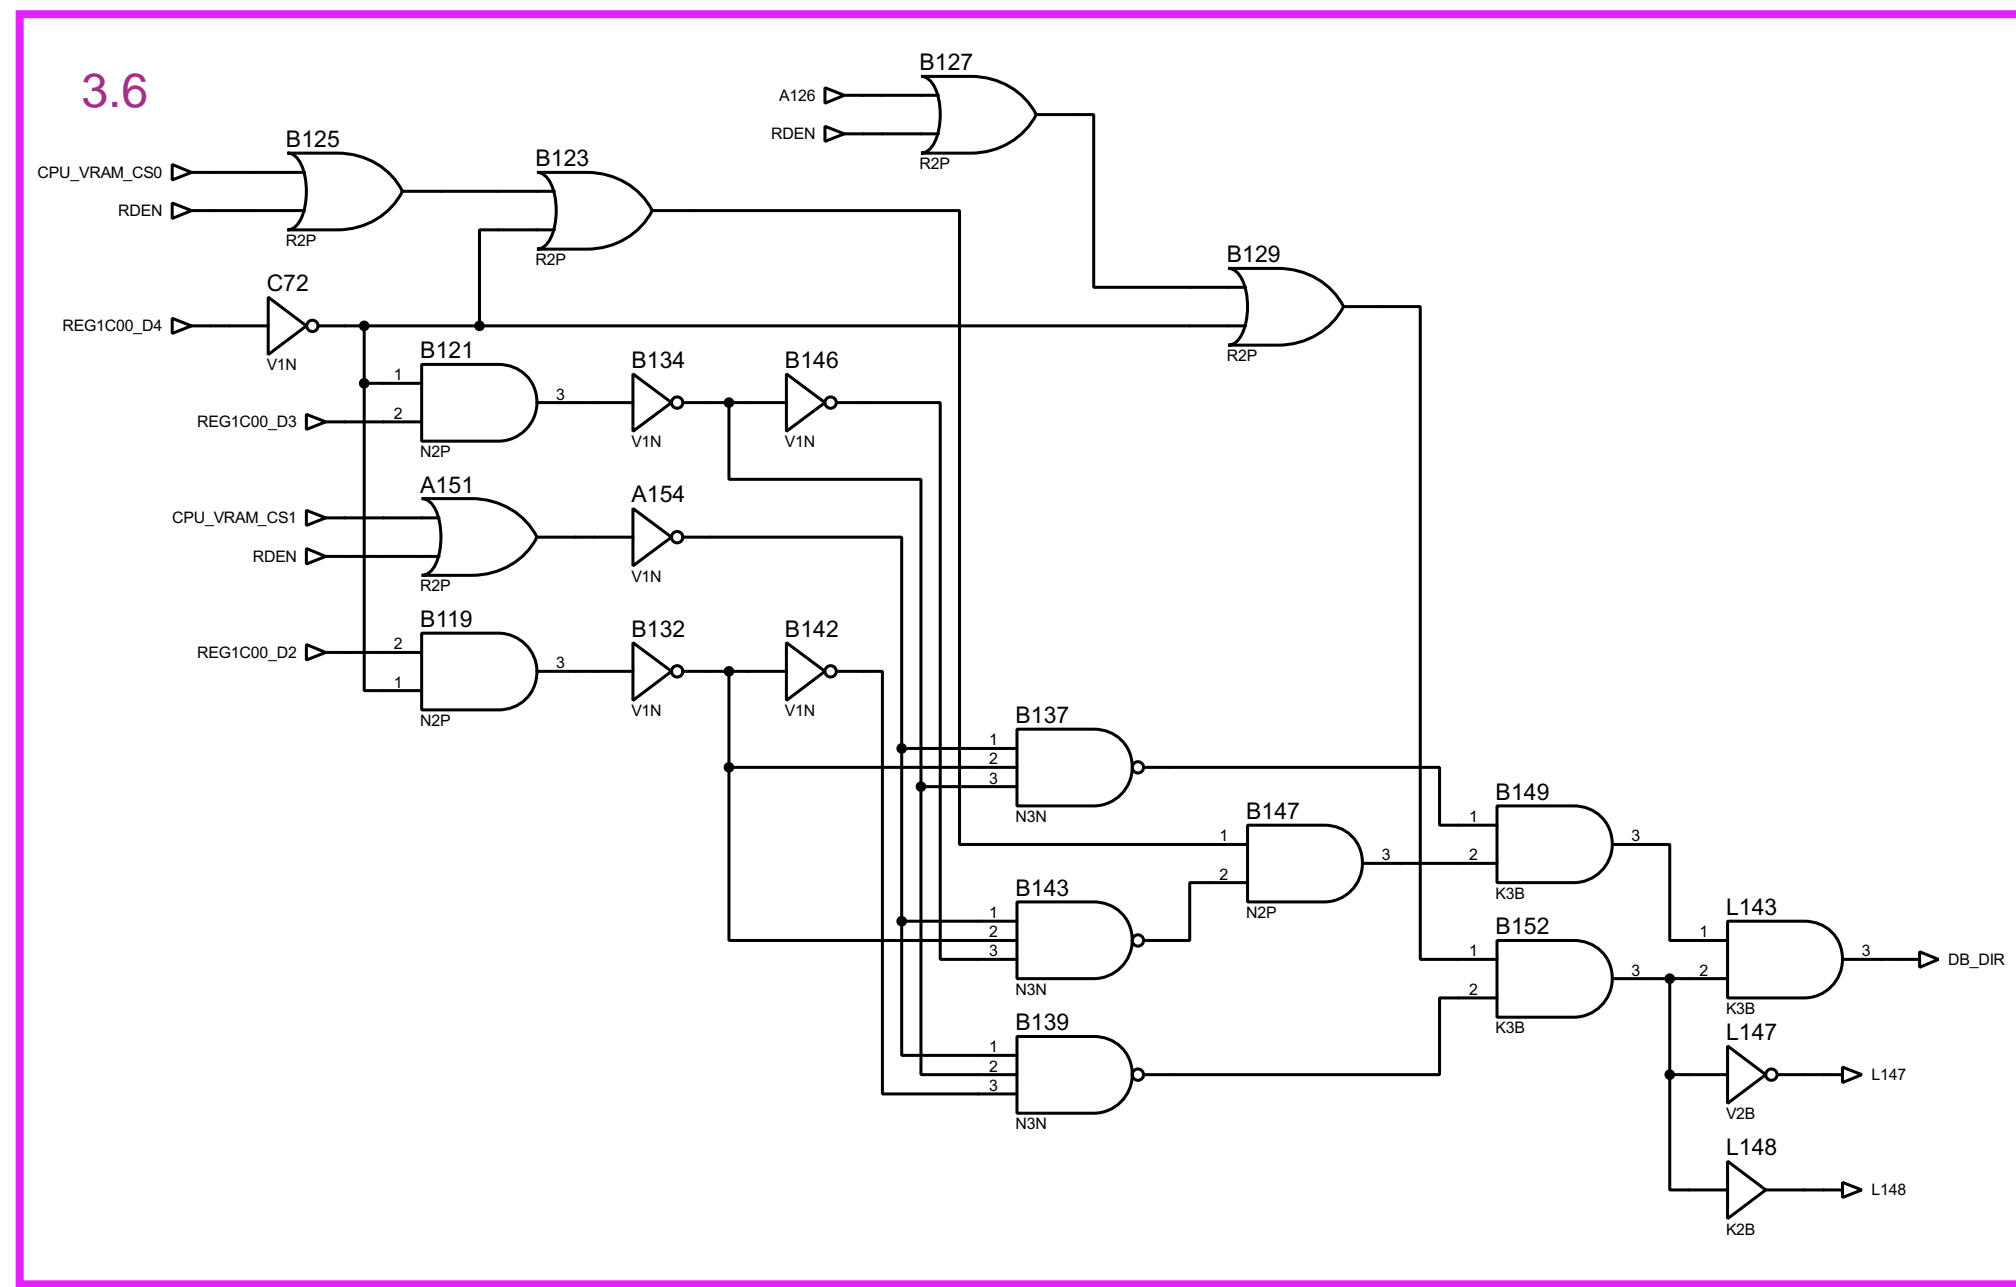 3.6
B127
A126
RDEN
R2P
B125
CPU_VRAM_CS0
RDEN
R2P
B123
R2P
B129
R2P
C72
REG1C00_D4
V1N
B121
1
REG1C00_D3
2
3
N2P
B134
V1N
B146
V1N
A151
CPU_VRAM_CS1
RDEN
R2P
A154
V1N
B119
REG1C00_D2
2
1
3
N2P
B132
V1N
B142
V1N
B137
1
2
3
N3N
B147
1
2
3
N2P
B149
1
2
3
K3B
B143
1
2
3
N3N
B152
1
2
3
K3B
L143
1
2
3
DB_DIR
K3B
B139
1
2
3
N3N
L147
L147
V2B
L148
L148
K2B